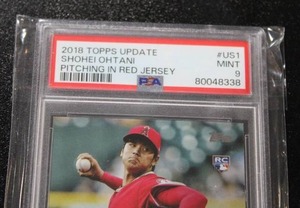 2018 TOPPS UPDATE #US1
SHOHEI OHTANI MINT
PITCHING IN RED JERSEY 9
PSA 80048338
RC